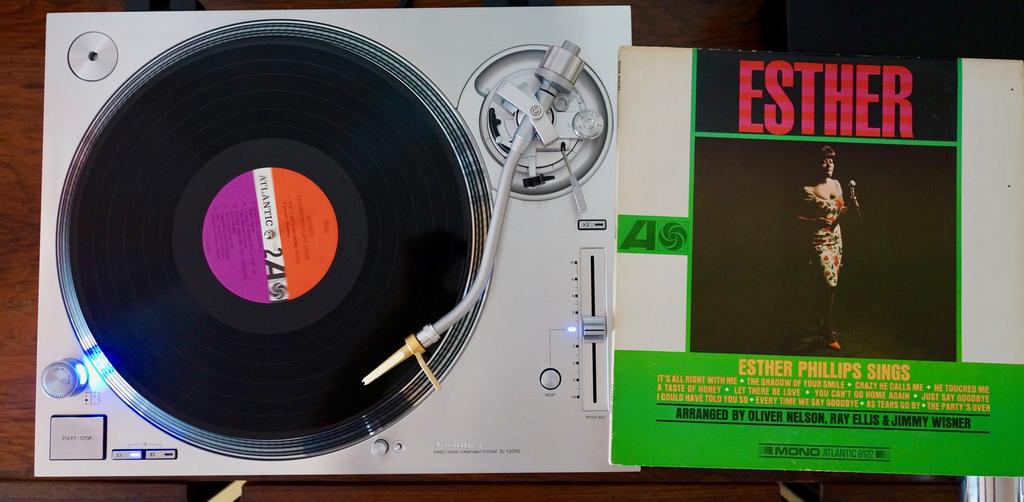 ATLANTIC
START·STOP
33
45
RESET
Technics
DIRECT DRIVE TURNTABLE SYSTEM SL-1200G
ESTHER
ESTHER PHILLIPS SINGS
IT'S ALL RIGHT WITH ME • THE SHADOW OF YOUR SMILE • CRAZY HE CALLS ME • HE TOUCHED ME
A TASTE OF HONEY • LET THERE BE LOVE • YOU CAN'T GO HOME AGAIN • JUST SAY GOODBYE
I COULD HAVE TOLD YOU SO • EVERY TIME WE SAY GOODBYE • AS TEARS GO BY • THE PARTY'S OVER
ARRANGED BY OLIVER NELSON, RAY ELLIS & JIMMY WISNER
MONO ATLANTIC 8122